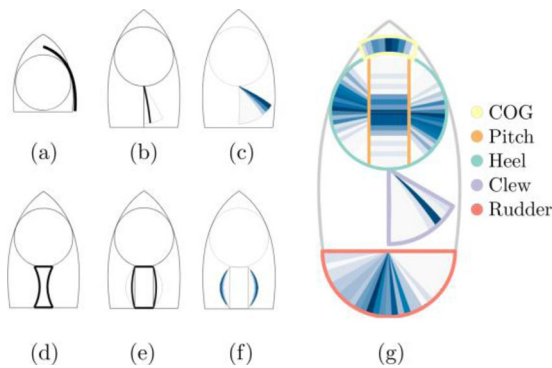 (a) (b) (c)
(d) (e) (f)
(g)
COG
Pitch
Heel
Clew
Rudder